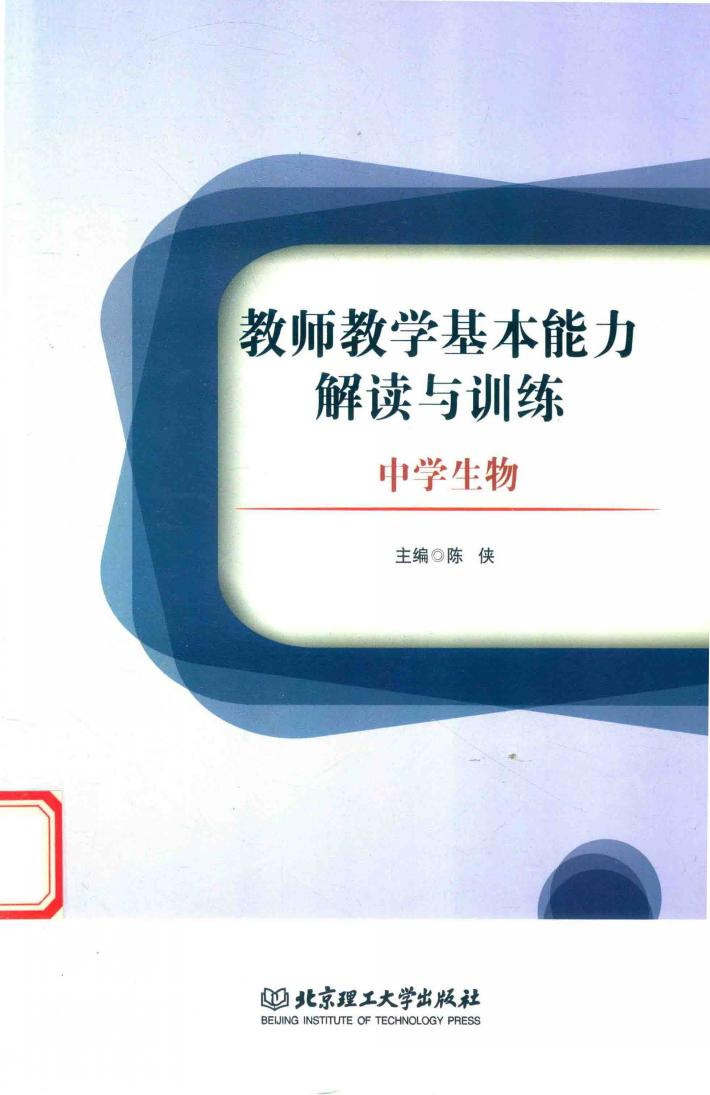 教师教学基本能力
解读与训练
中学生物
主编◎陈 侠
北京理工大学出版社
BEIJING INSTITUTE OF TECHNOLOGY PRESS